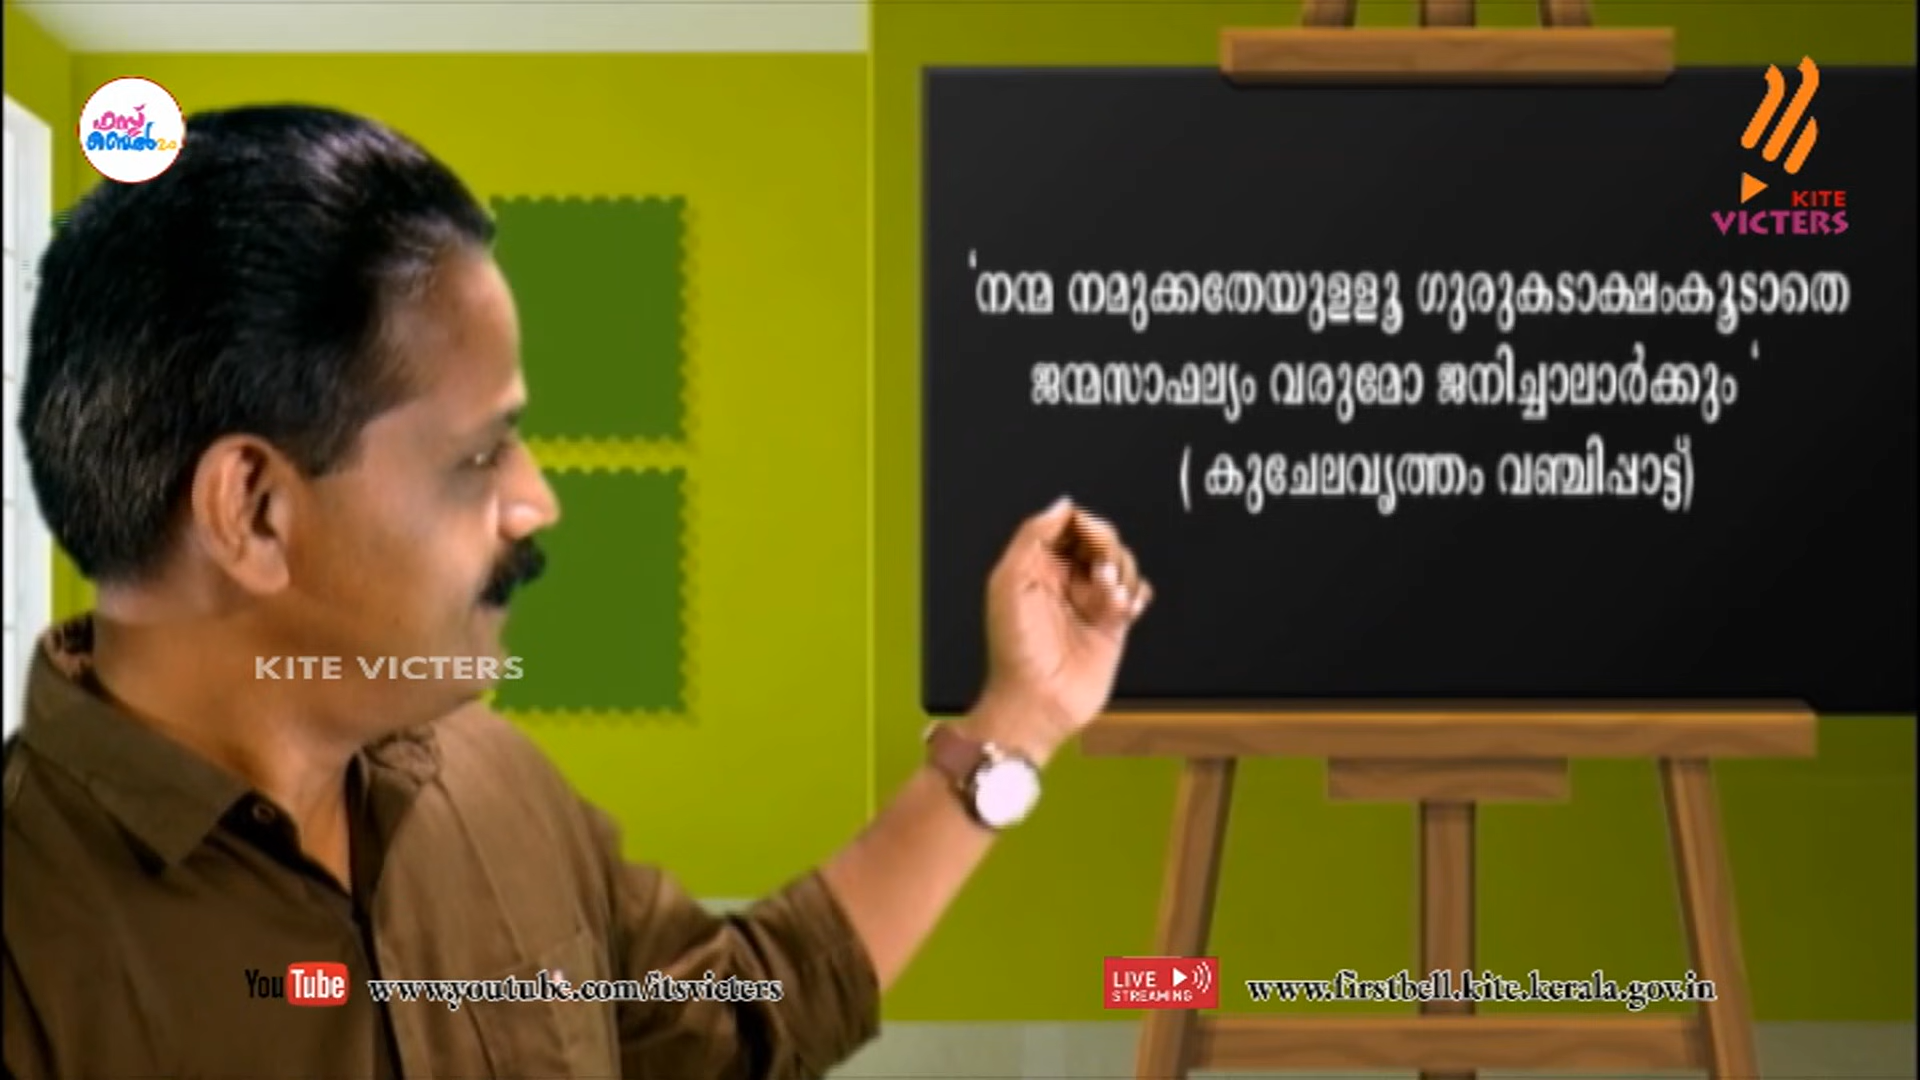 ഫസ്റ്റ്
ബെൽ 2.0
KITE
VICTERS
'നന്മ നമുക്കതേയുള്ളൂ ഗുരുകടാക്ഷംകൂടാതെ
ജന്മസാഫല്യം വരുമോ ജനിച്ചാലാർക്കും '
( കുചേലവൃത്തം വഞ്ചിപ്പാട്ട്)
KITE VICTERS
YouTube www.youtube.com/itsvicters
LIVE STREAMING www.firstbell.kite.kerala.gov.in